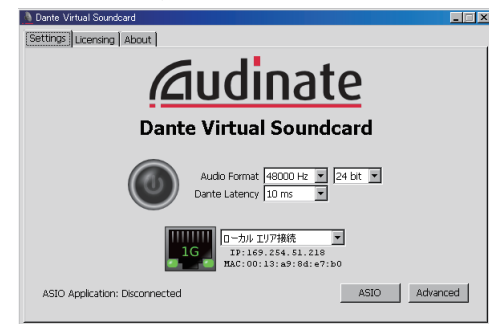 Dante Virtual Soundcard
Settings Licensing About
Audinate
Dante Virtual Soundcard
Audio Format 48000 Hz 24 bit
Dante Latency 10 ms
1G
ローカル エリア接続
IP:169.254.51.218
MAC:00:13:a9:8d:e7:b0
ASIO Application: Disconnected ASIO Advanced